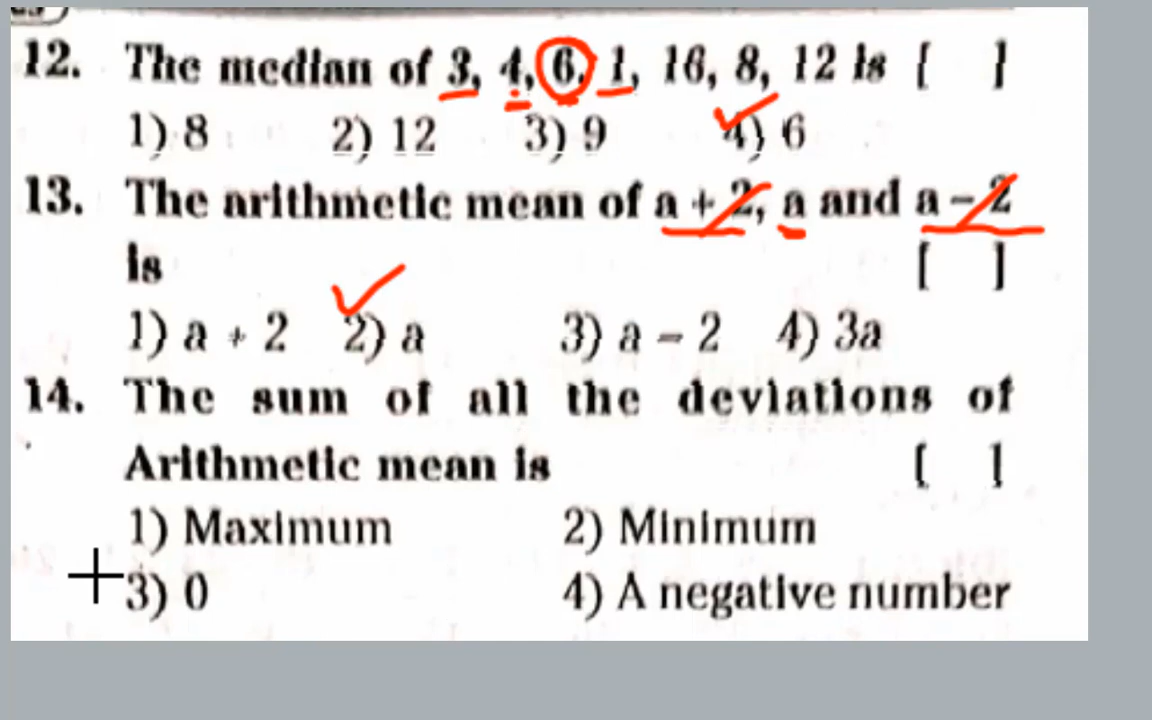 12. The median of 3, 4, 6, 1, 16, 8, 12 is [ ]
1) 8 2) 12 3) 9 4) 6
13. The arithmetic mean of a + 2, a and a - 2
is [ ]
1) a + 2 2) a 3) a - 2 4) 3a
14. The sum of all the deviations of
Arithmetic mean is [ ]
1) Maximum 2) Minimum
3) 0 4) A negative number